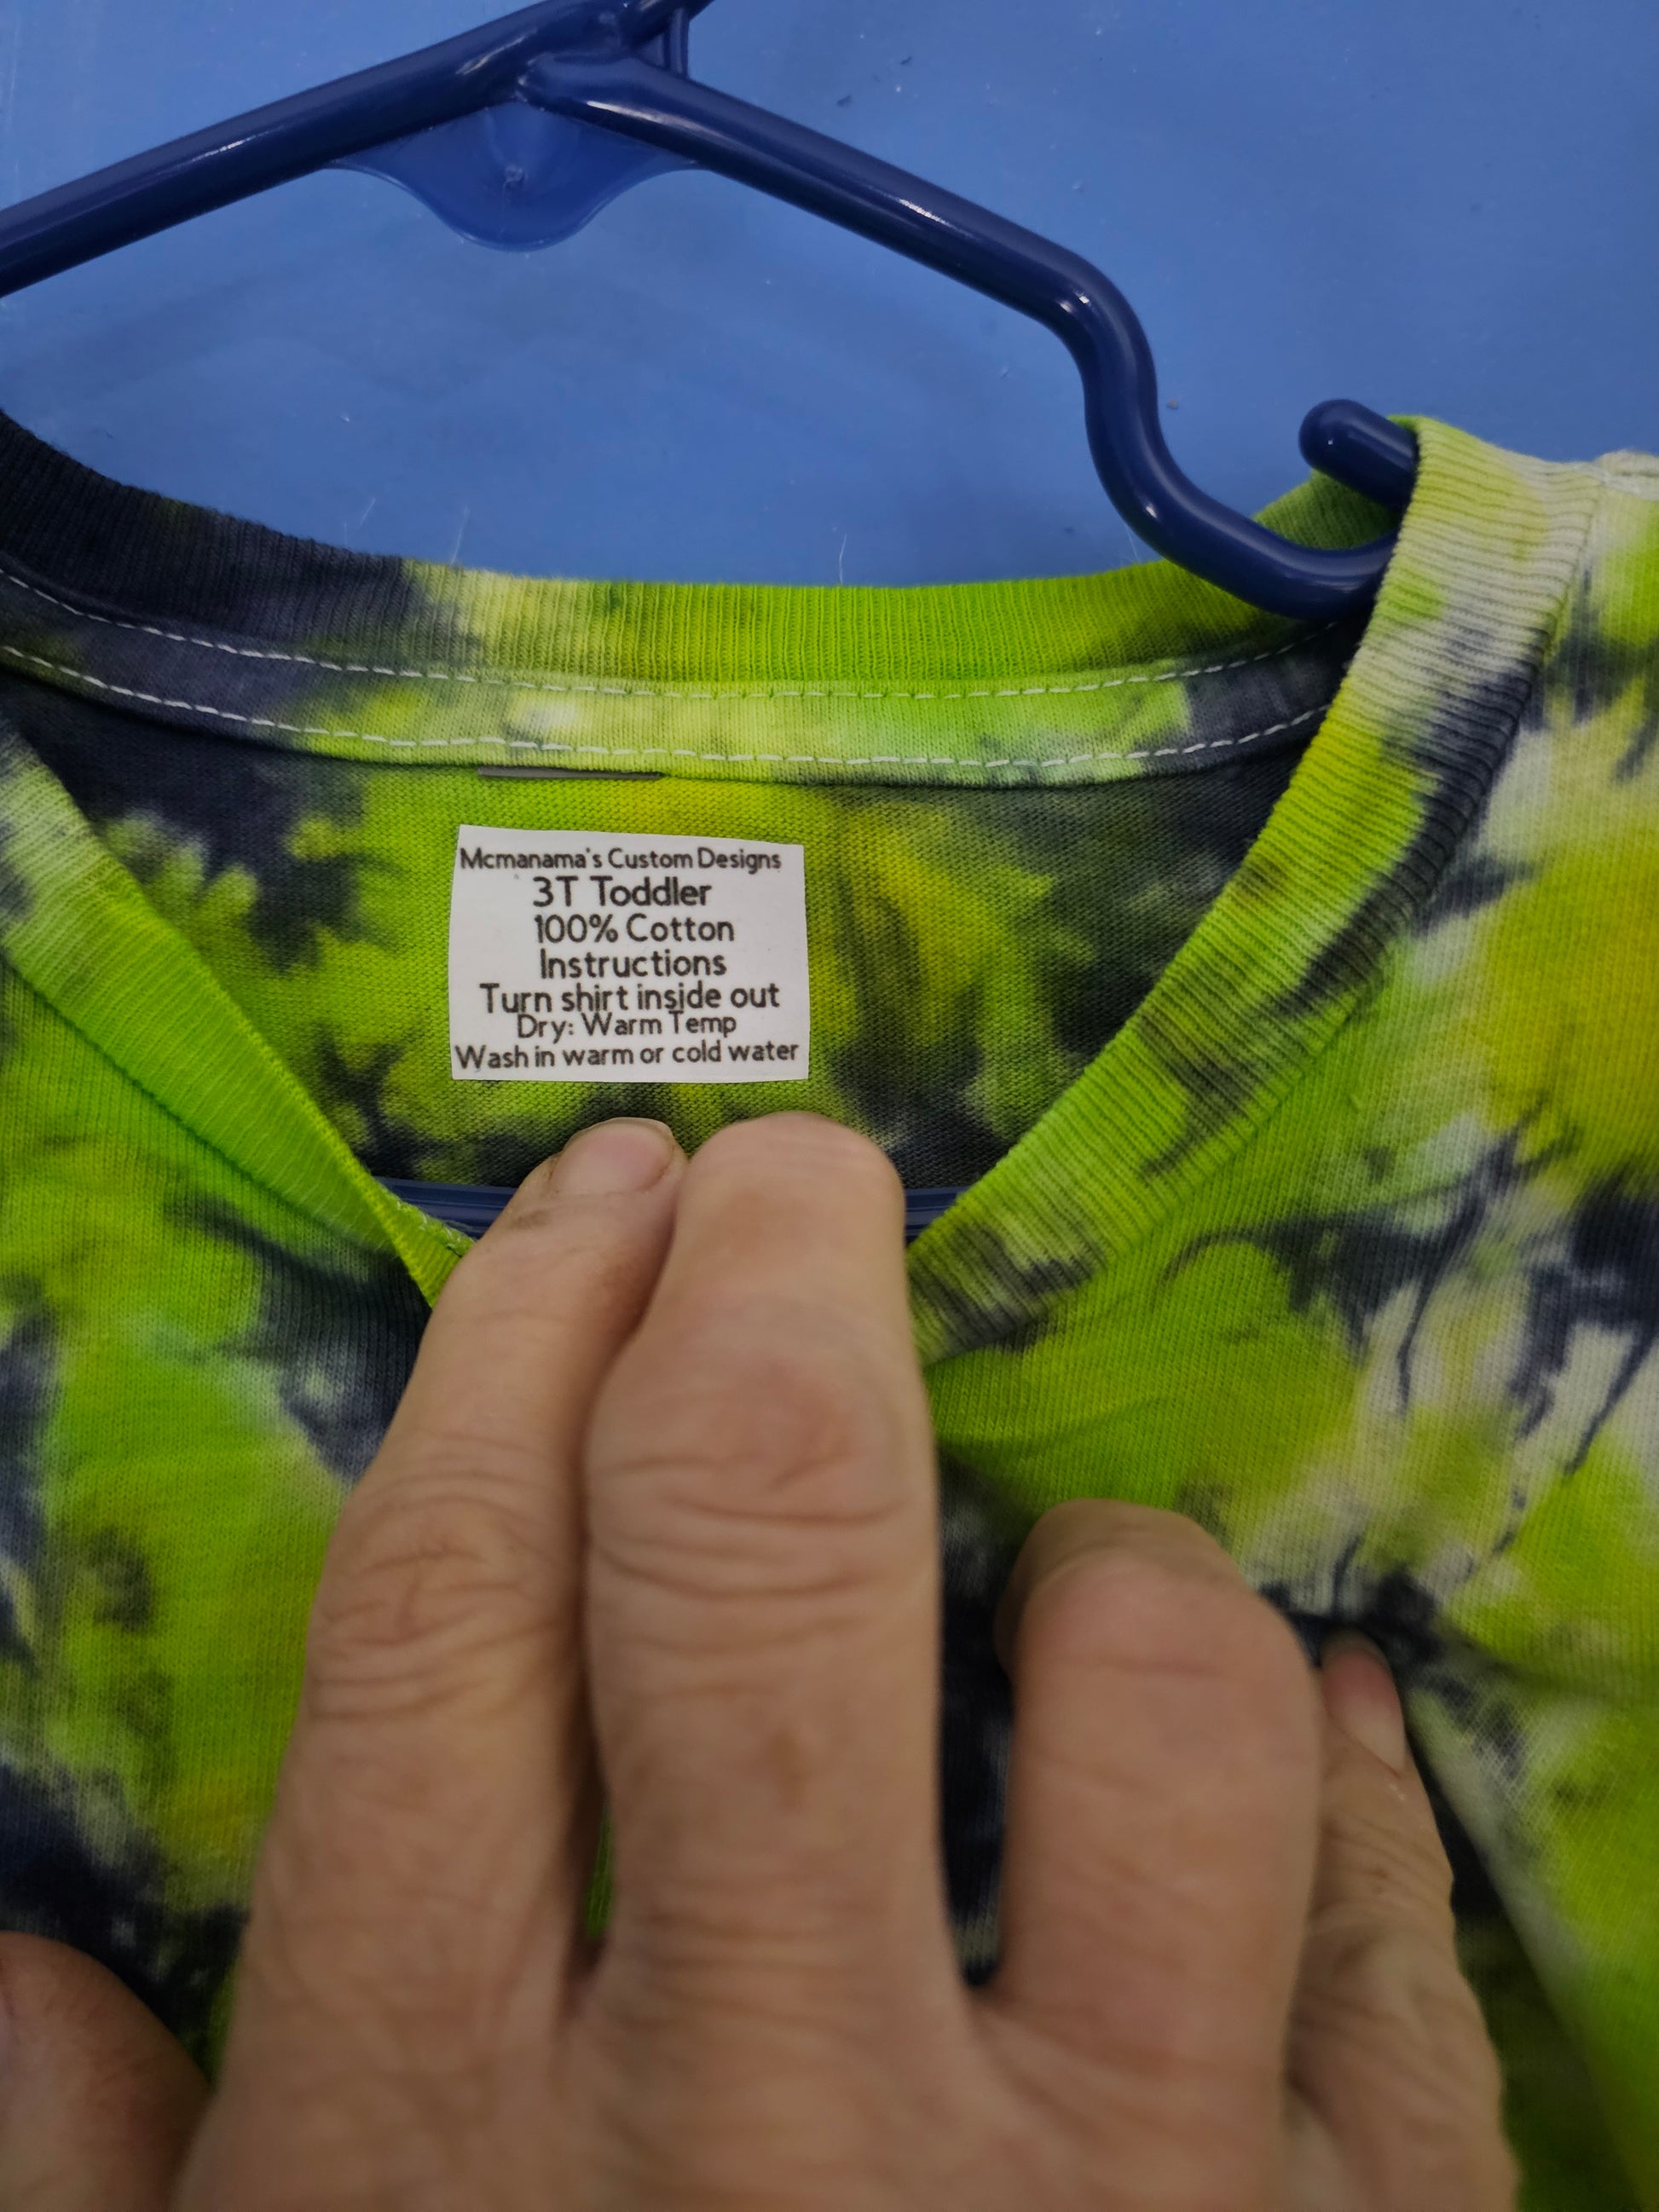 Mcmanama's Custom Designs
3T Toddler
100% Cotton
Instructions
Turn shirt inside out
Dry: Warm Temp
Wash in warm or cold water